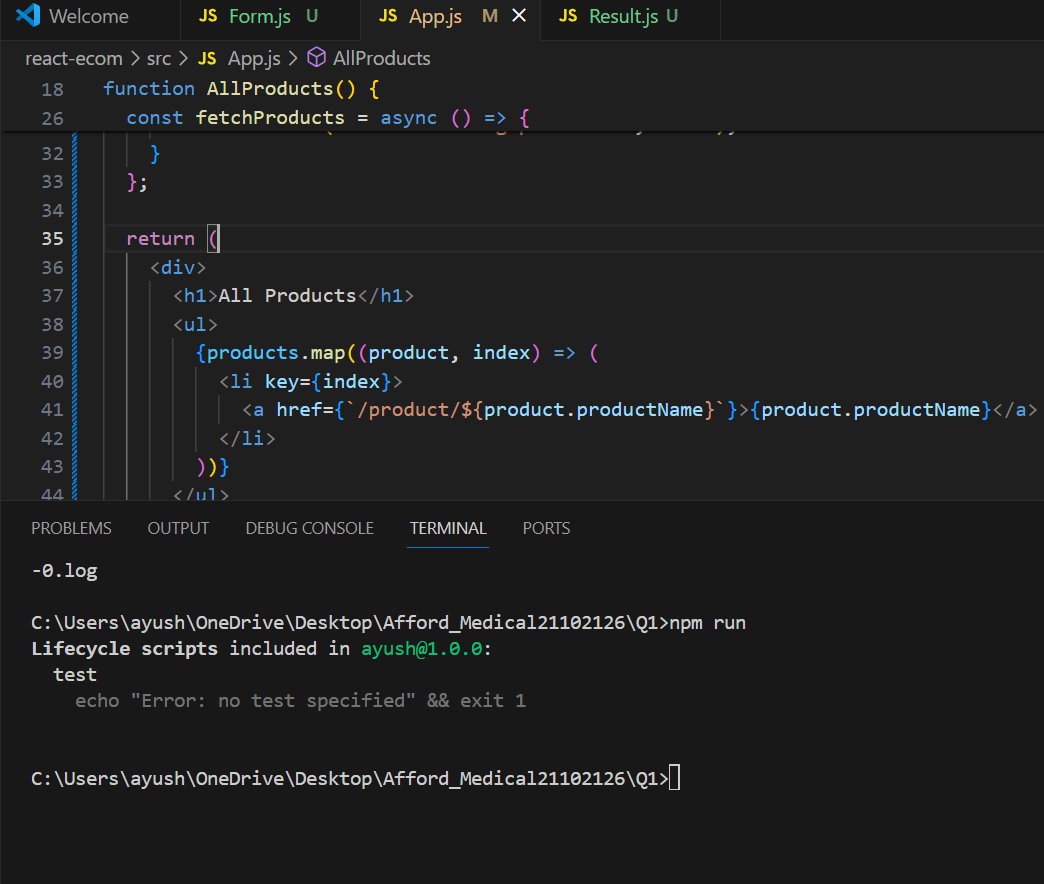 Welcome JS Form.js U JS App.js M JS Result.js U
react-ecom > src > JS App.js > AllProducts
18 function AllProducts() {
26 const fetchProducts = async () => {
32 }
33 };
34
35 return (
36 <div>
37 <h1>All Products</h1>
38 <ul>
39 {products.map((product, index) => (
40 <li key={index}>
41 <a href={`/product/${product.productName}`}>{product.productName}</a>
42 </li>
43 ))}
44 </ul>
PROBLEMS OUTPUT DEBUG CONSOLE TERMINAL PORTS
-0.log
C:\Users\ayush\OneDrive\Desktop\Afford_Medical21102126\Q1>npm run
Lifecycle scripts included in ayush@1.0.0:
test
echo "Error: no test specified" && exit 1
C:\Users\ayush\OneDrive\Desktop\Afford_Medical21102126\Q1>